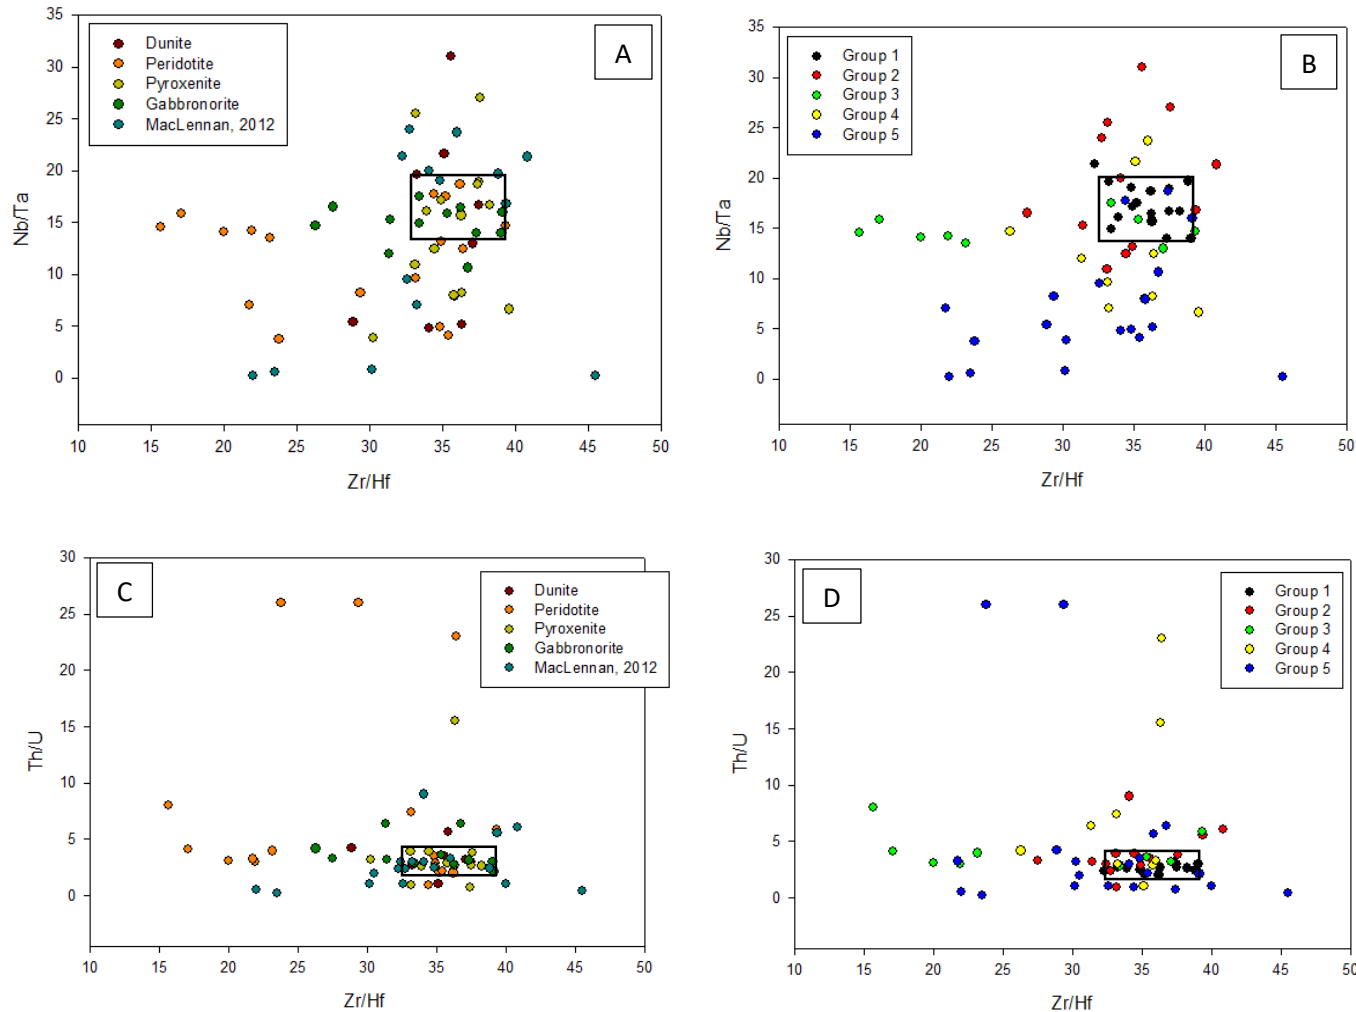 A
Dunite
Peridotite
Pyroxenite
Gabbronorite
MacLennan, 2012
35
30
25
20
15
10
5
0
Nb/Ta
10 15 20 25 30 35 40 45 50
Zr/Hf
B
Group 1
Group 2
Group 3
Group 4
Group 5
35
30
25
20
15
10
5
0
Nb/Ta
10 15 20 25 30 35 40 45 50
Zr/Hf
C
Dunite
Peridotite
Pyroxenite
Gabbronorite
MacLennan, 2012
30
25
20
15
10
5
0
Th/U
10 15 20 25 30 35 40 45 50
Zr/Hf
D
Group 1
Group 2
Group 3
Group 4
Group 5
30
25
20
15
10
5
0
Th/U
10 15 20 25 30 35 40 45 50
Zr/Hf